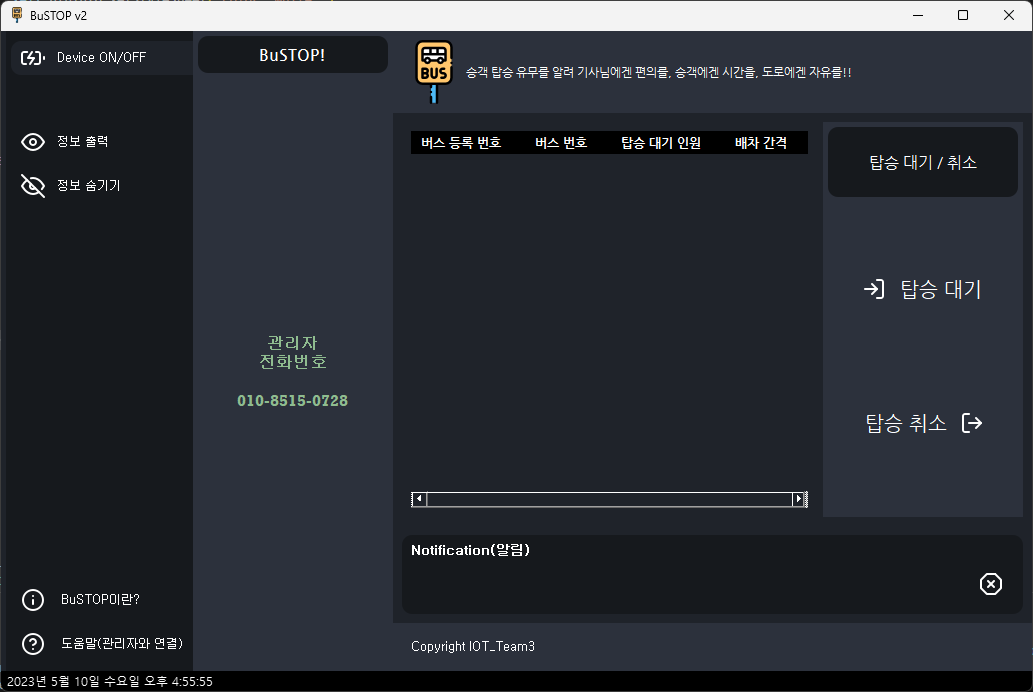 BuSTOP v2
Device ON/OFF
정보 출력
정보 숨기기
BuSTOP이란?
도움말(관리자와 연결)
BuSTOP!
관리자
전화번호
010-8515-0728
BUS
승객 탑승 유무를 알려 기사님에겐 편의를, 승객에겐 시간을, 도로에겐 자유를!!
버스 등록 번호 버스 번호 탑승 대기 인원 배차 간격
탑승 대기 / 취소
탑승 대기
탑승 취소
Notification(알림)
Copyright IOT_Team3
2023년 5월 10일 수요일 오후 4:55:55